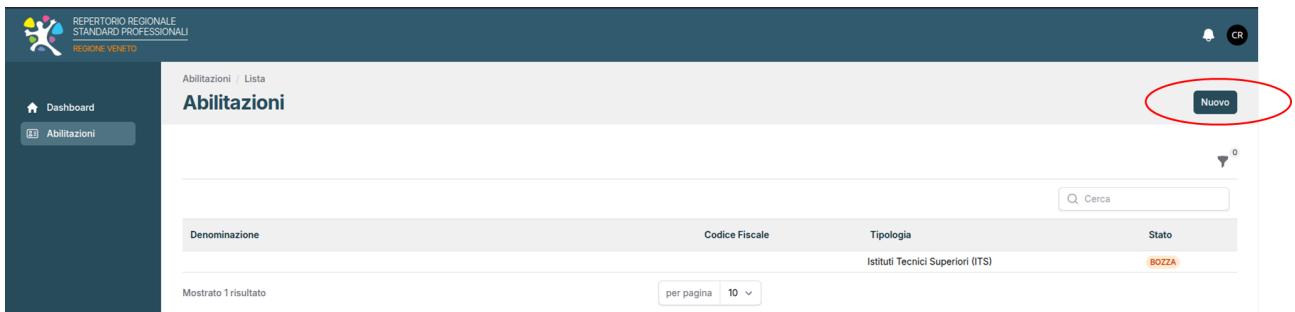 REPERTORIO REGIONALE
STANDARD PROFESSIONALI
REGIONE VENETO
CR
Dashboard
Abilitazioni
Abilitazioni / Lista
Abilitazioni
Nuovo
0
Cerca
Denominazione Codice Fiscale Tipologia Stato
Istituti Tecnici Superiori (ITS) BOZZA
Mostrato 1 risultato per pagina 10